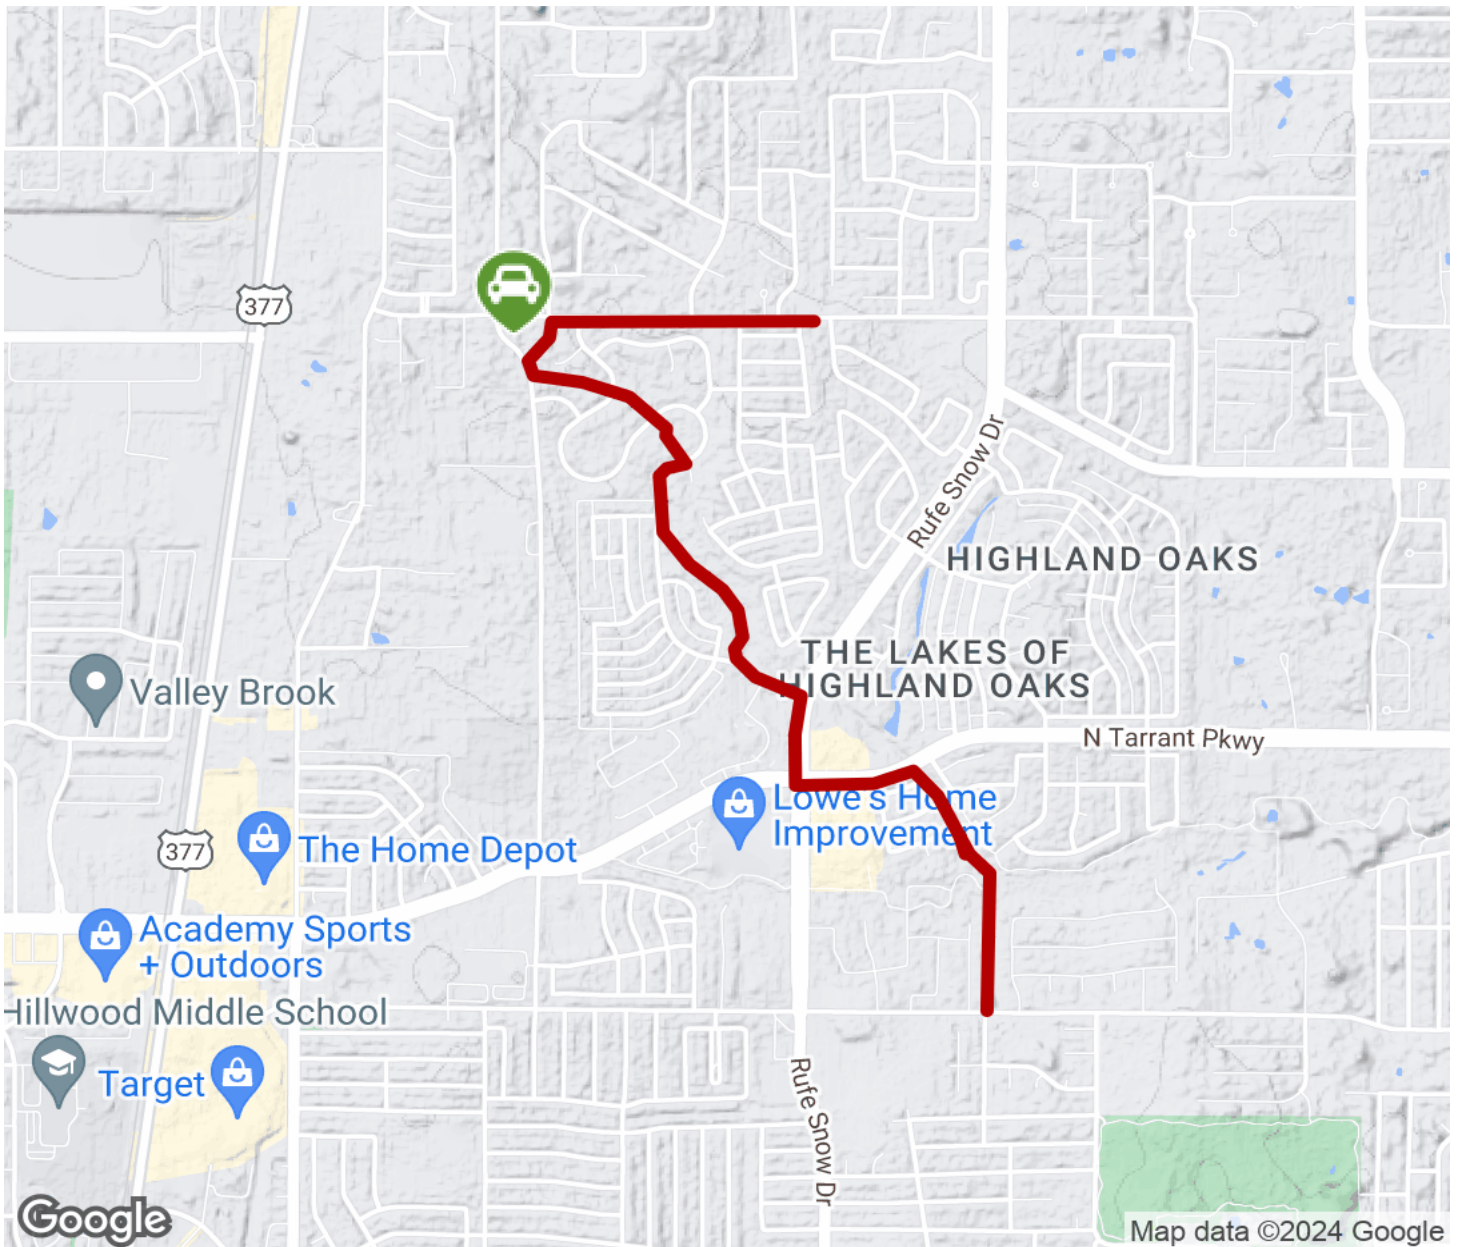 377
Rufe Snow Dr
HIGHLAND OAKS
THE LAKES OF
HIGHLAND OAKS
Valley Brook
N Tarrant Pkwy
Lowe's Home
Improvement
377
The Home Depot
Academy Sports
+ Outdoors
Hillwood Middle School
Target
Rufe Snow Dr
Google
Map data ©2024 Google